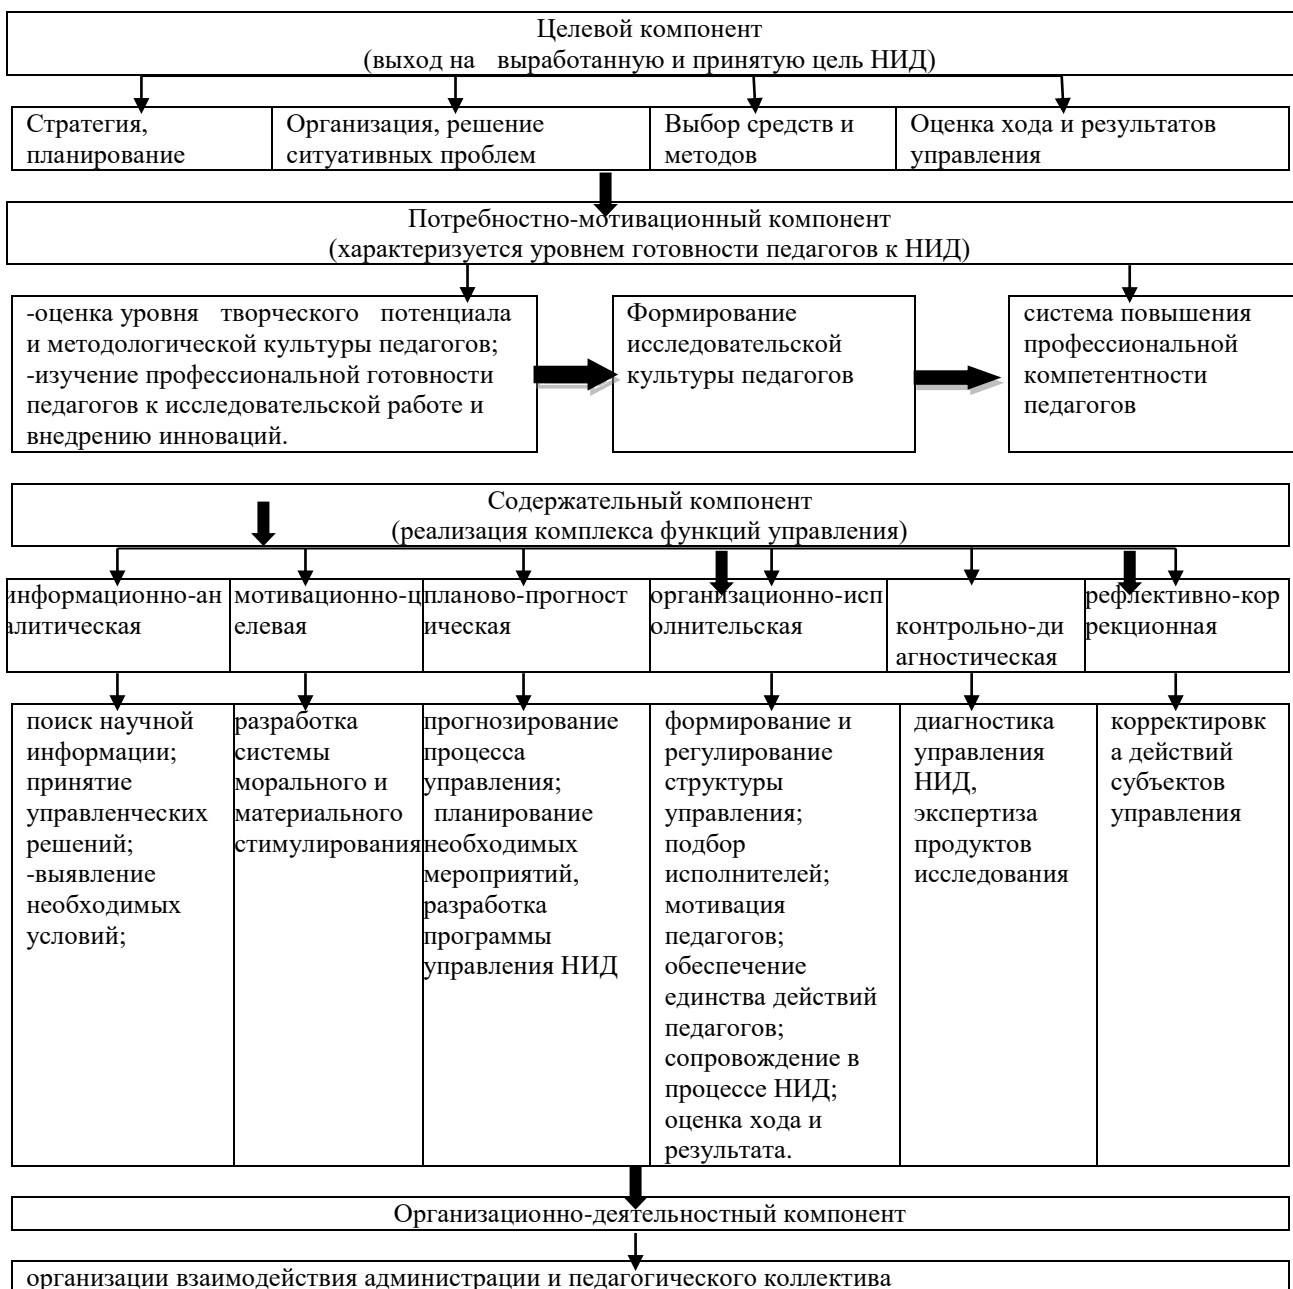 Целевой компонент
(выход на выработанную и принятую цель НИД)
Стратегия,
планирование
Организация, решение
ситуативных проблем
Выбор средств и
методов
Оценка хода и результатов
управления
Потребностно-мотивационный компонент
(характеризуется уровнем готовности педагогов к НИД)
-оценка уровня творческого потенциала
и методологической культуры педагогов;
-изучение профессиональной готовности
педагогов к исследовательской работе и
внедрению инноваций.
Формирование
исследовательской
культуры педагогов
система повышения
профессиональной
компетентности
педагогов
Содержательный компонент
(реализация комплекса функций управления)
информационно-ан
алитическая
мотивационно-ц
елевая
планово-прогност
ическая
организационно-исп
олнительская
контрольно-ди
агностическая
рефлективно-кор
рекционная
поиск научной
информации;
принятие
управленческих
решений;
-выявление
необходимых
условий;
разработка
системы
морального и
материального
стимулирования
прогнозирование
процесса
управления;
планирование
необходимых
мероприятий,
разработка
программы
управления НИД
формирование и
регулирование
структуры
управления;
подбор
исполнителей;
мотивация
педагогов;
обеспечение
единства действий
педагогов;
сопровождение в
процессе НИД;
оценка хода и
результата.
диагностика
управления
НИД,
экспертиза
продуктов
исследования
корректировк
а действий
субъектов
управления
Организационно-деятельностный компонент
организации взаимодействия администрации и педагогического коллектива